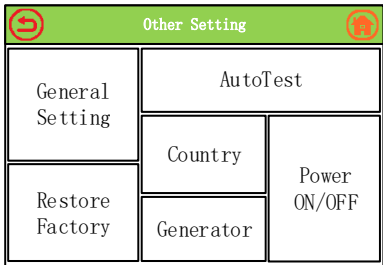 Other Setting
General
Setting
AutoTest
Country
Power
ON/OFF
Restore
Factory
Generator